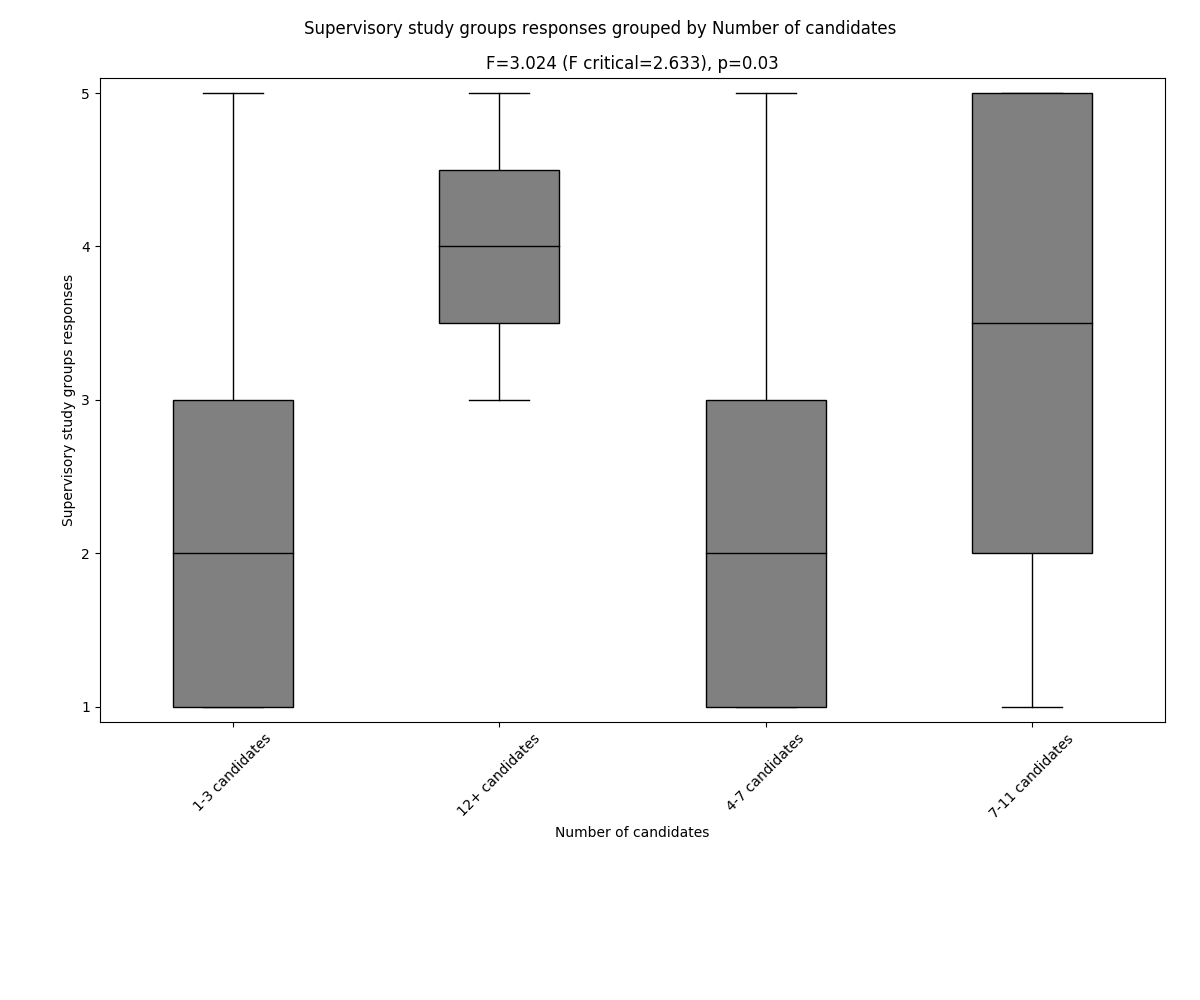 Supervisory study groups responses grouped by Number of candidates
F=3.024 (F critical=2.633), p=0.03
5
4
3
2
1
Supervisory study groups responses
1-3 candidates
12+ candidates
4-7 candidates
7-11 candidates
Number of candidates